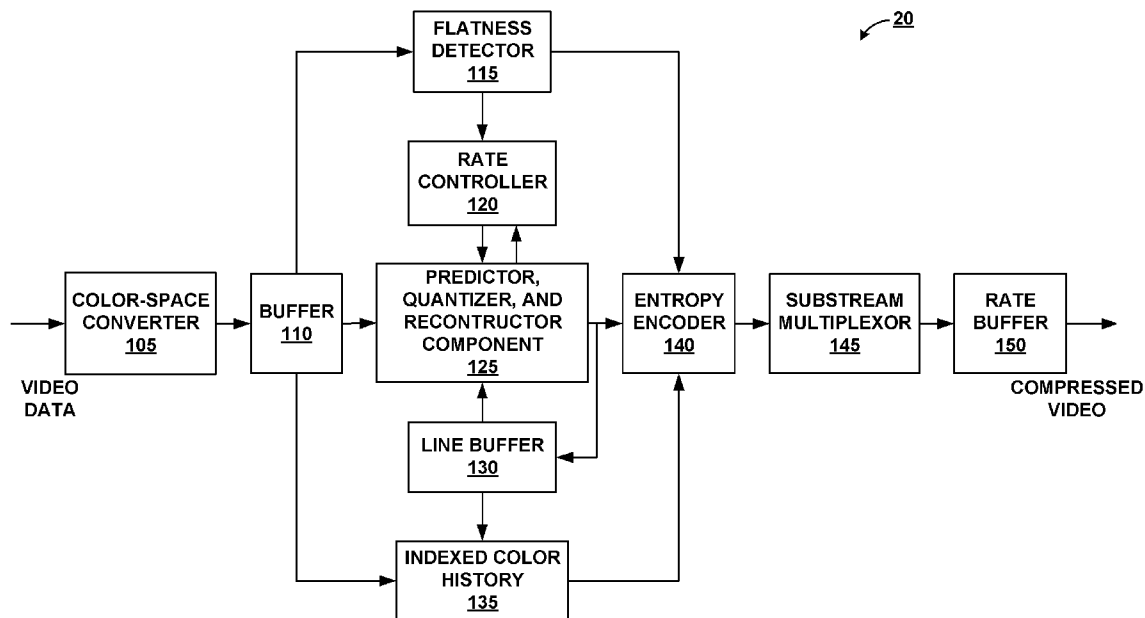 20
FLATNESS
DETECTOR
115
RATE
CONTROLLER
120
COLOR-SPACE
CONVERTER
105
BUFFER
110
PREDICTOR,
QUANTIZER, AND
RECONTRUCTOR
COMPONENT
125
ENTROPY
ENCODER
140
SUBSTREAM
MULTIPLEXOR
145
RATE
BUFFER
150
VIDEO
DATA
COMPRESSED
VIDEO
LINE BUFFER
130
INDEXED COLOR
HISTORY
135